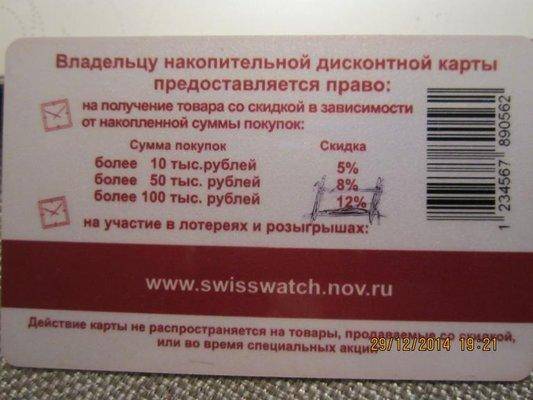 Владельцу накопительной дисконтной карты
предоставляется право:
на получение товара со скидкой в зависимости
от накопленной суммы покупок:
Сумма покупок Скидка
более 10 тыс.рублей 5%
более 50 тыс.рублей 8%
более 100 тыс.рублей 12%
на участие в лотереях и розыгрышах:
1 234567 890562
www.swisswatch.nov.ru
Действие карты не распространяется на товары, продаваемые со скидкой,
или во время специальных акций
29/12/2014 19:21